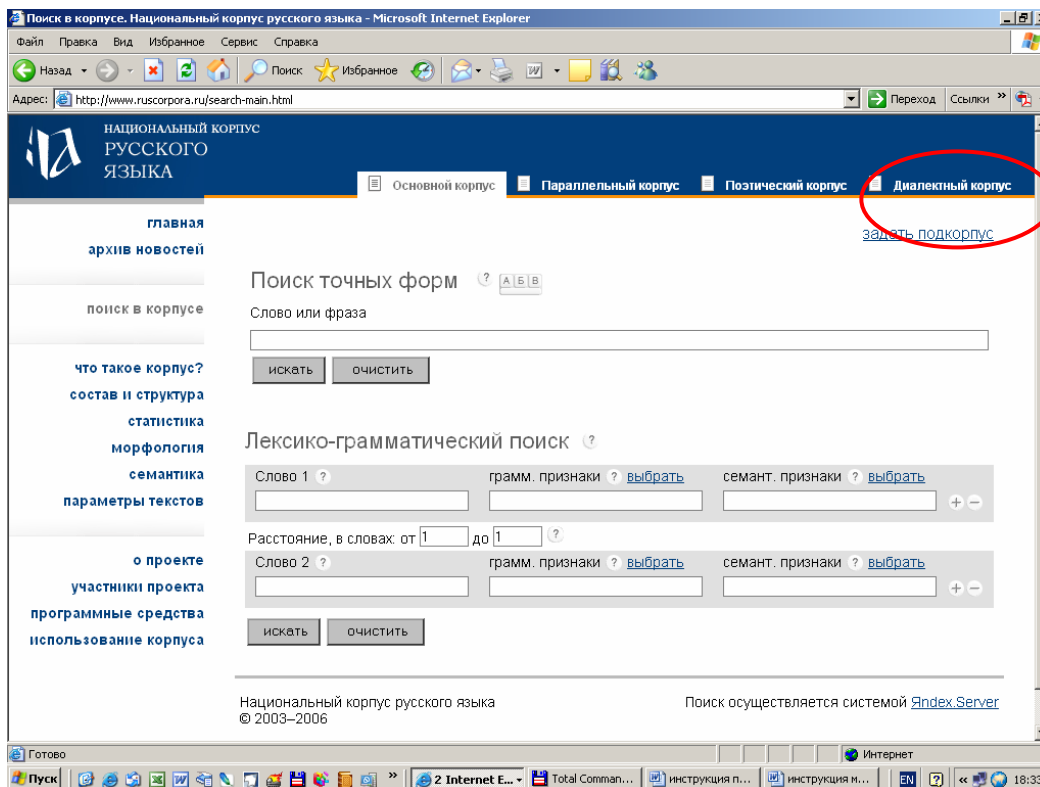 Поиск в корпусе. Национальный корпус русского языка - Microsoft Internet Explorer
Файл Правка Вид Избранное Сервис Справка
Назад Поиск Избранное
Адрес: http://www.ruscorpora.ru/search-main.html Переход Ссылки »
НАЦИОНАЛЬНЫЙ КОРПУС
РУССКОГО
ЯЗЫКА
Основной корпус Параллельный корпус Поэтический корпус Диалектный корпус
главная
архив новостей
задать подкорпус
Поиск точных форм ? А Б В
поиск в корпусе
Слово или фраза
искать очистить
что такое корпус?
состав и структура
статистика
морфология
семантика
параметры текстов
Лексико-грамматический поиск ?
Слово 1 ? грамм. признаки ? выбрать семант. признаки ? выбрать
Расстояние, в словах: от 1 до 1 ?
Слово 2 ? грамм. признаки ? выбрать семант. признаки ? выбрать
искать очистить
о проекте
участники проекта
программные средства
использование корпуса
Национальный корпус русского языка
© 2003–2006
Поиск осуществляется системой Яndex.Server
Готово Интернет
Пуск » 2 Internet E... Total Comman... инструкция п... инструкция м... EN ? « 18:33